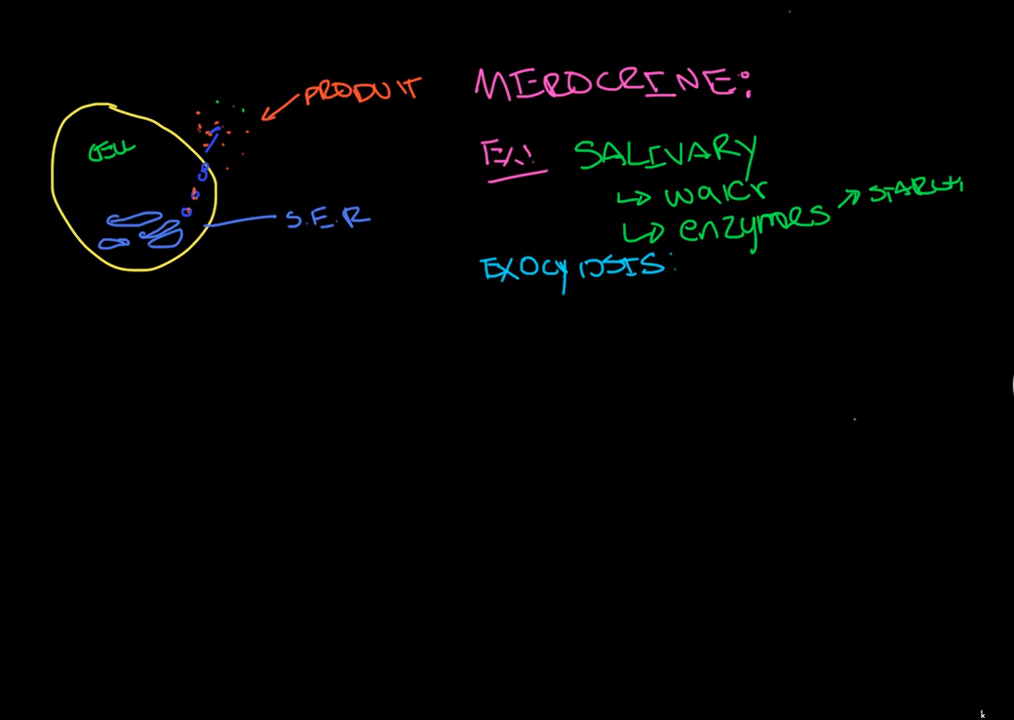 PRODUIT
CELL
S.E.R
MEROCRINE:
Ex: SALIVARY
↳ water
↳ enzymes ↗ STARCH
EXOCYTOSIS: